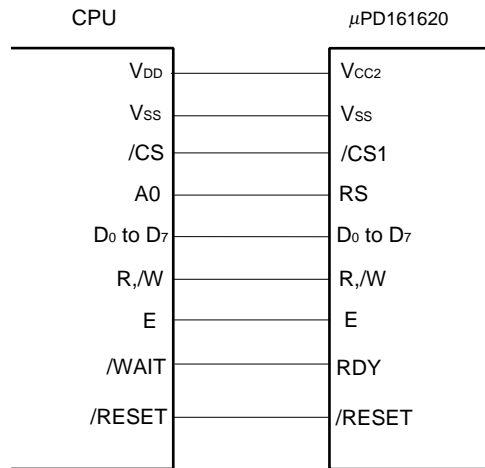 CPU μPD161620
VDD VCC2
VSS VSS
/CS /CS1
A0 RS
D0 to D7 D0 to D7
R,/W R,/W
E E
/WAIT RDY
/RESET /RESET